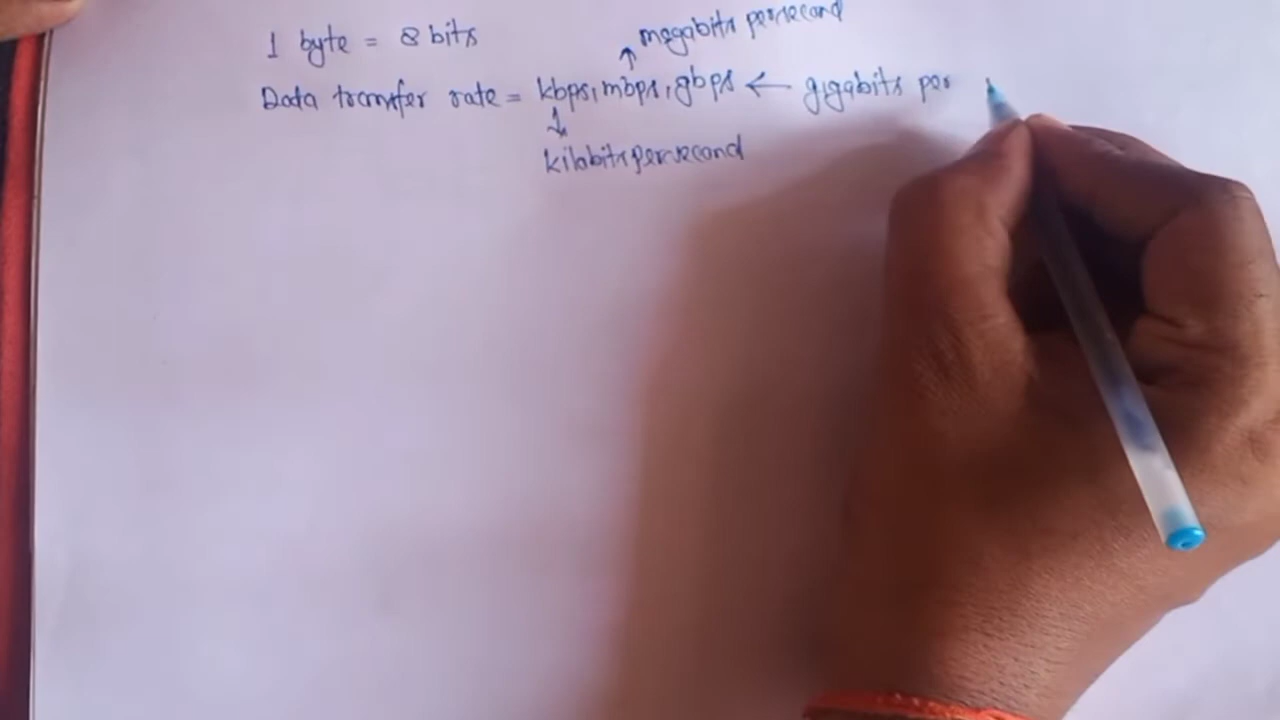 megabits persecond
1 byte = 8 bits
Data transfer rate = kbps, mbps, gbps ← gigabits per
kilobits persecond